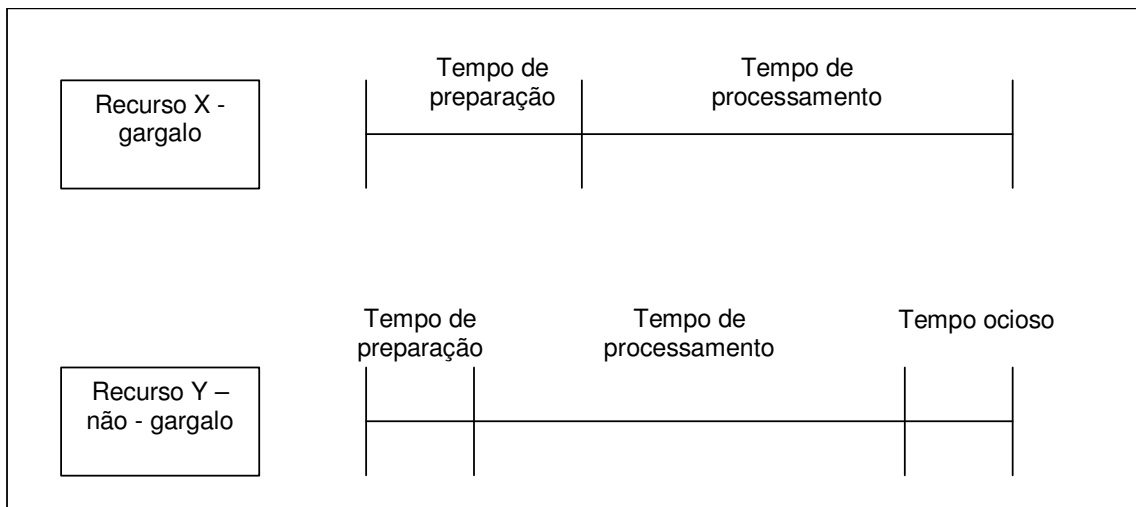 Recurso X -
gargalo
Tempo de
preparação
Tempo de
processamento
Recurso Y –
não - gargalo
Tempo de
preparação
Tempo de
processamento
Tempo ocioso